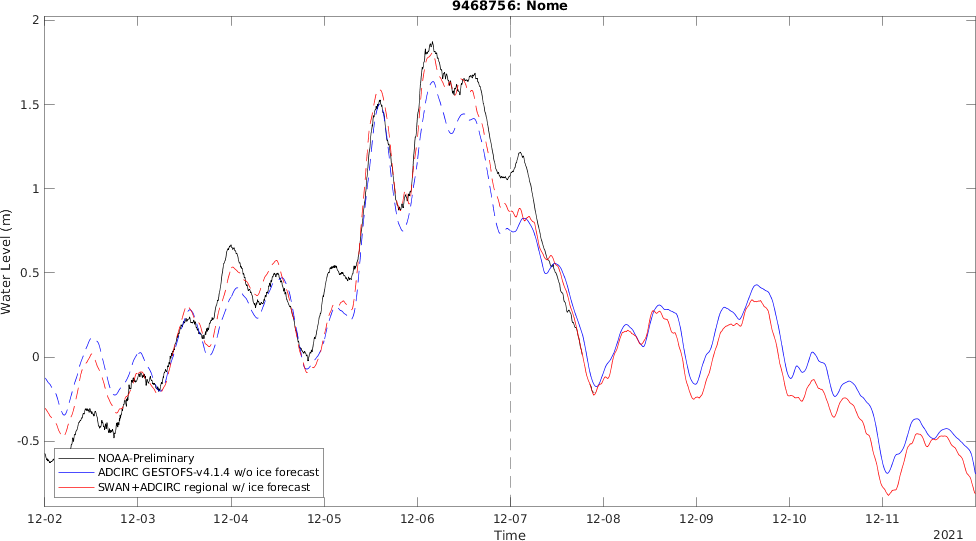 9468756: Nome
Water Level (m)
2
1.5
1
0.5
0
-0.5
NOAA-Preliminary
ADCIRC GESTOFS-v4.1.4 w/o ice forecast
SWAN+ADCIRC regional w/ ice forecast
12-02 12-03 12-04 12-05 12-06 12-07 12-08 12-09 12-10 12-11
Time
2021